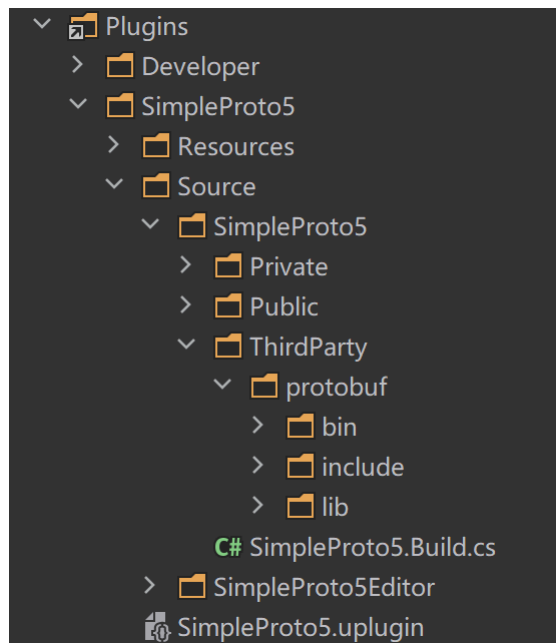 Plugins
Developer
SimpleProto5
Resources
Source
SimpleProto5
Private
Public
ThirdParty
protobuf
bin
include
lib
C# SimpleProto5.Build.cs
SimpleProto5Editor
SimpleProto5.uplugin